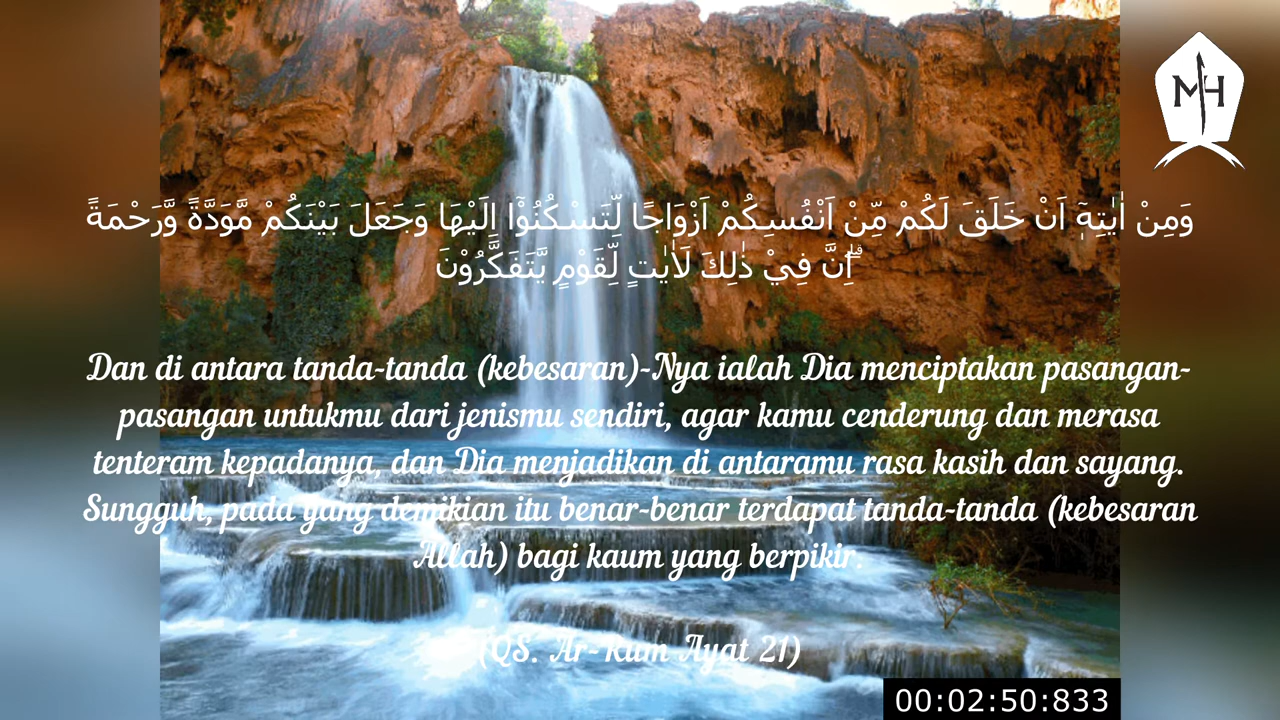 MH
وَمِنْ اٰيٰتِهٖٓ اَنْ خَلَقَ لَكُمْ مِّنْ اَنْفُسِكُمْ اَزْوَاجًا لِّتَسْكُنُوْٓا اِلَيْهَا وَجَعَلَ بَيْنَكُمْ مَّوَدَّةً وَّرَحْمَةً
ۗاِنَّ فِيْ ذٰلِكَ لَاٰيٰتٍ لِّقَوْمٍ يَّتَفَكَّرُوْنَ
Dan di antara tanda-tanda (kebesaran)-Nya ialah Dia menciptakan pasangan-
pasangan untukmu dari jenismu sendiri, agar kamu cenderung dan merasa
tenteram kepadanya, dan Dia menjadikan di antaramu rasa kasih dan sayang.
Sungguh, pada yang demikian itu benar-benar terdapat tanda-tanda (kebesaran
Allah) bagi kaum yang berpikir.
(QS. Ar-Rum Ayat 21)
00:02:50:833